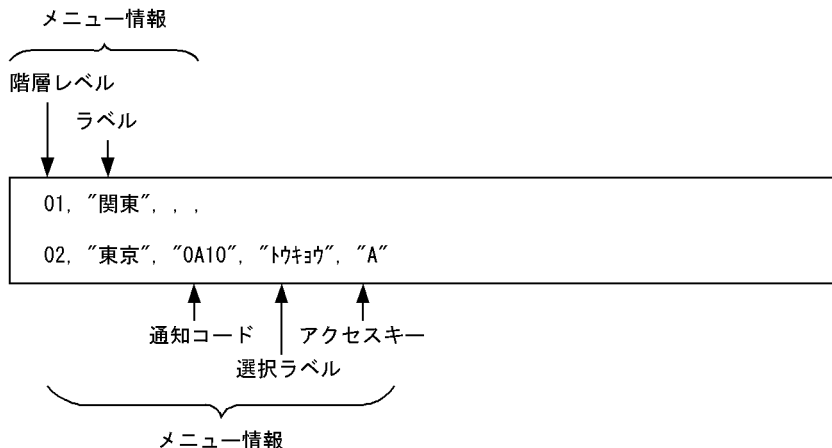 メニュー情報
階層レベル
ラベル
01, "関東", , ,
02, "東京", "0A10", "ﾄｳｷｮｳ", "A"
通知コード
アクセスキー
選択ラベル
メニュー情報